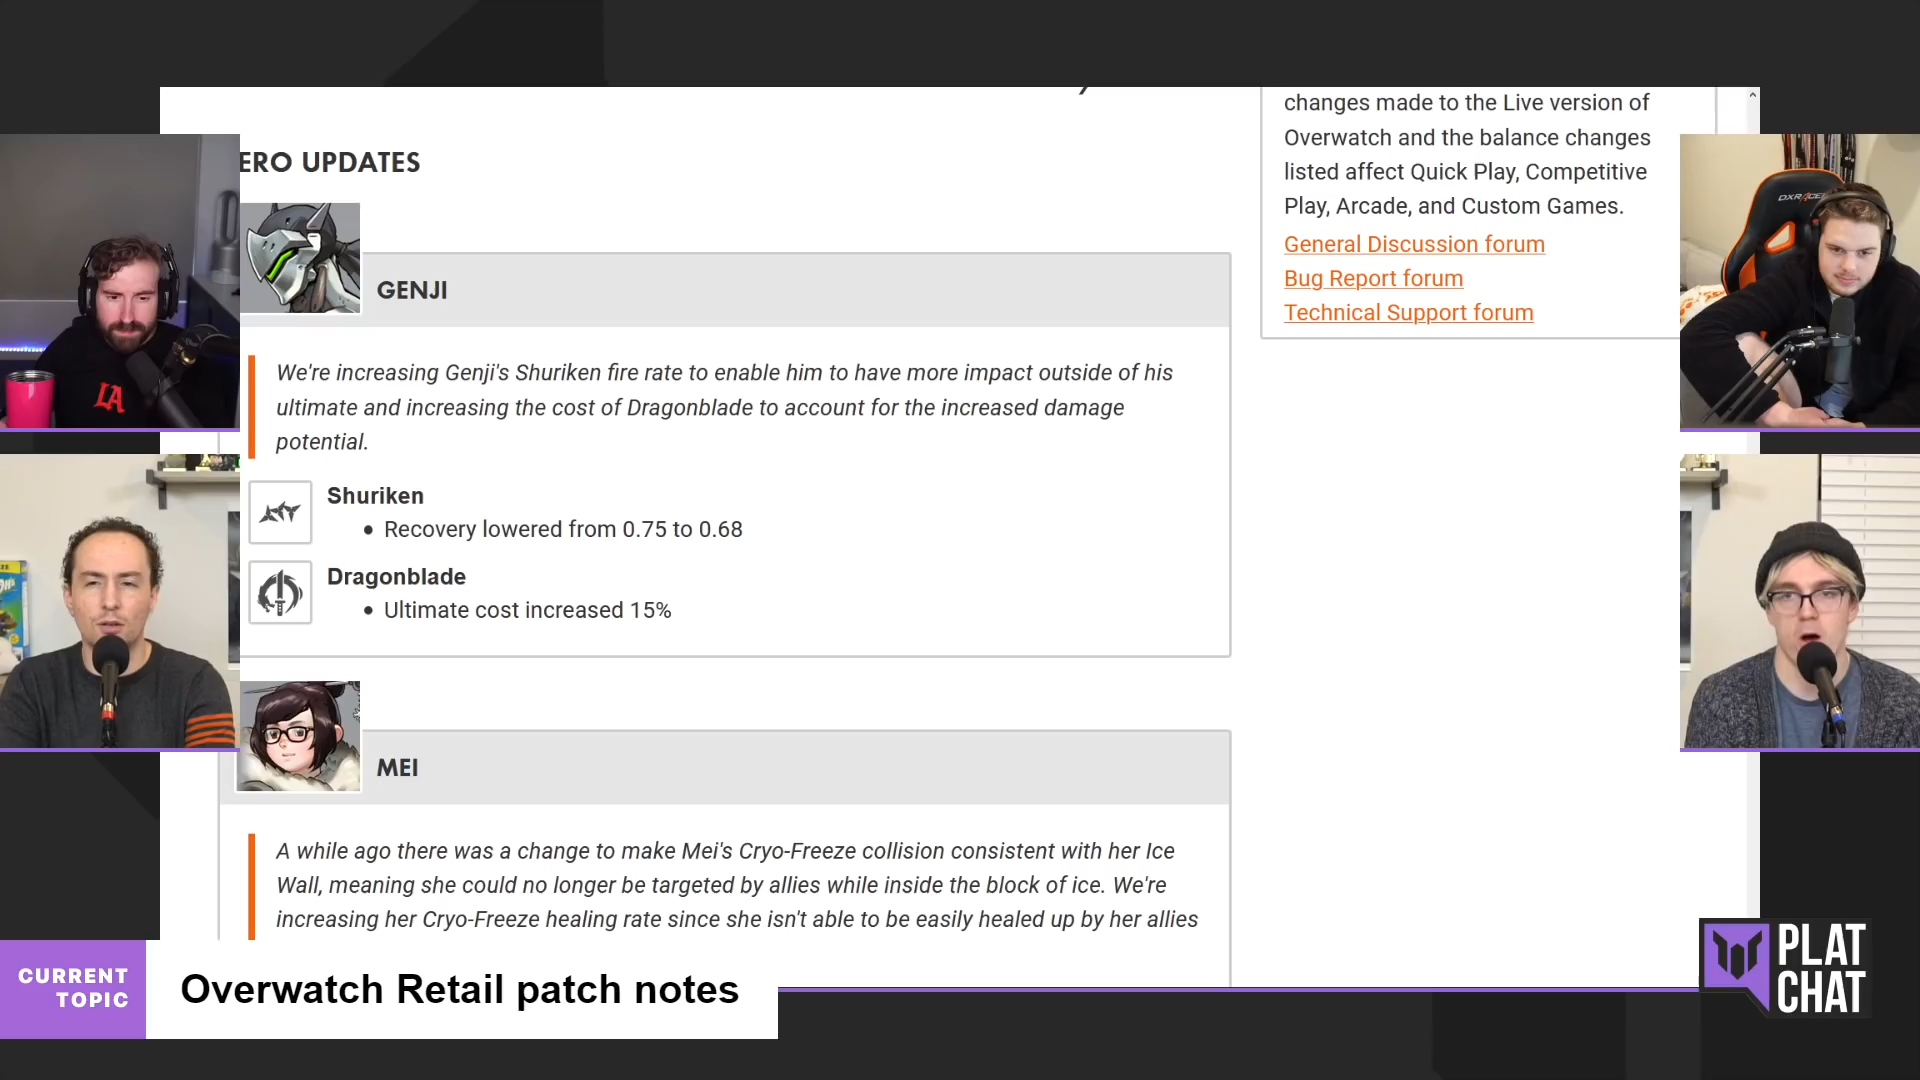 changes made to the Live version of
Overwatch and the balance changes
listed affect Quick Play, Competitive
Play, Arcade, and Custom Games.
General Discussion forum
Bug Report forum
Technical Support forum
ERO UPDATES
GENJI
We're increasing Genji's Shuriken fire rate to enable him to have more impact outside of his
ultimate and increasing the cost of Dragonblade to account for the increased damage
potential.
Shuriken
• Recovery lowered from 0.75 to 0.68
Dragonblade
• Ultimate cost increased 15%
MEI
A while ago there was a change to make Mei's Cryo-Freeze collision consistent with her Ice
Wall, meaning she could no longer be targeted by allies while inside the block of ice. We're
increasing her Cryo-Freeze healing rate since she isn't able to be easily healed up by her allies
LA
CURRENT
TOPIC
Overwatch Retail patch notes
PLAT
CHAT